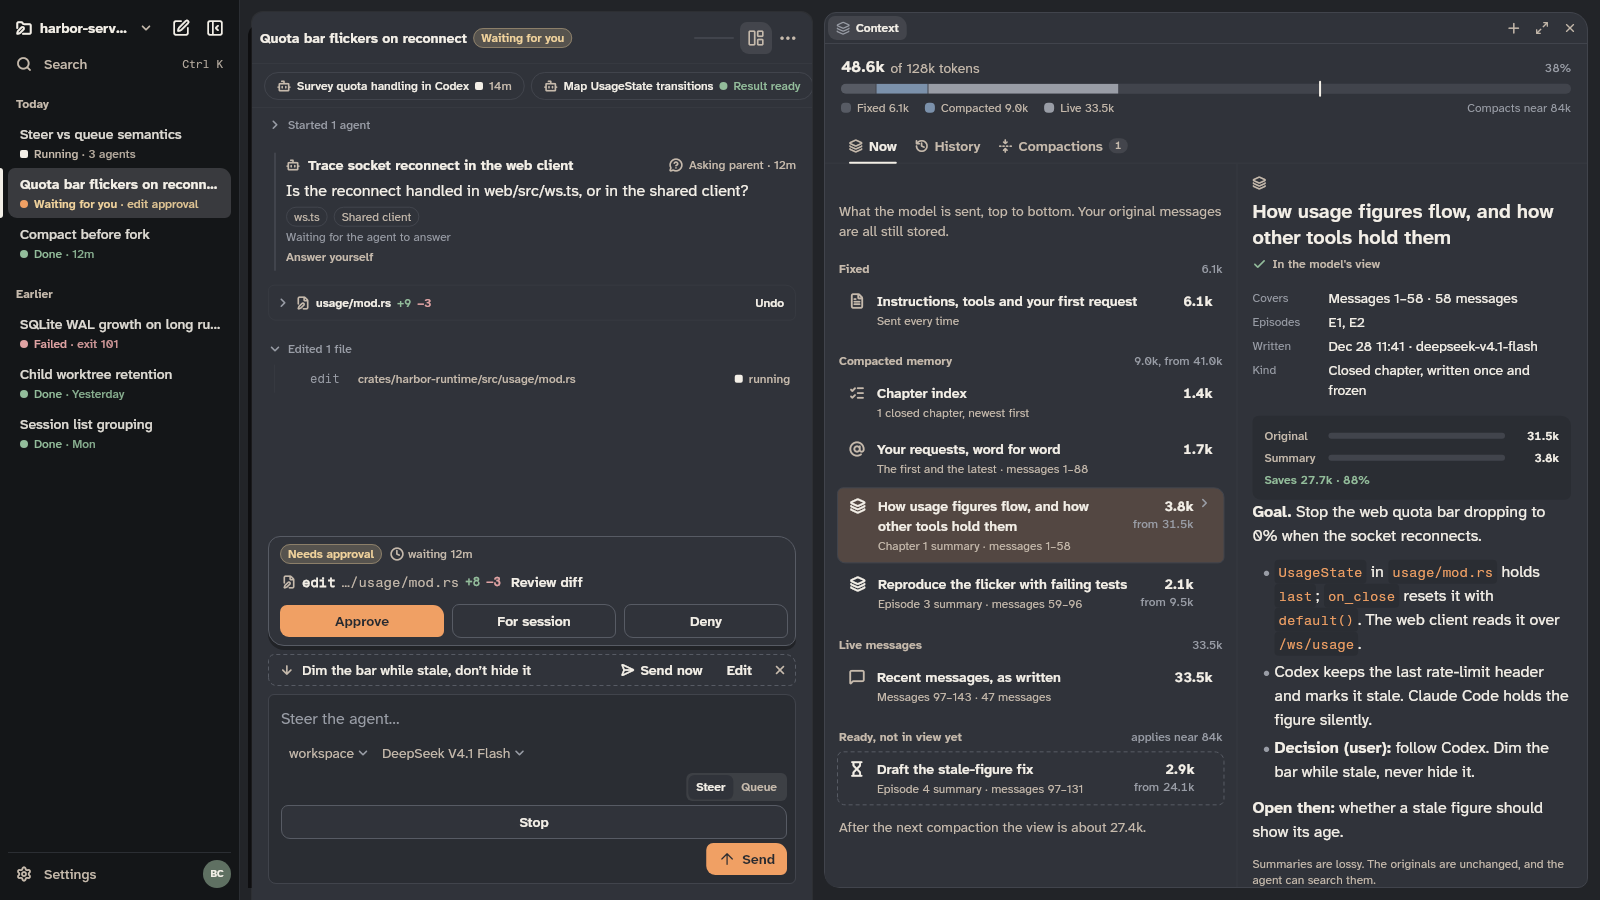 harbor-serv...
Search Ctrl K
Today
Steer vs queue semantics
Running · 3 agents
Quota bar flickers on reconn...
Waiting for you · edit approval
Compact before fork
Done · 12m
Earlier
SQLite WAL growth on long ru...
Failed · exit 101
Child worktree retention
Done · Yesterday
Session list grouping
Done · Mon
Settings BC
Quota bar flickers on reconnect Waiting for you
Survey quota handling in Codex 14m Map UsageState transitions Result ready
Started 1 agent
Trace socket reconnect in the web client Asking parent · 12m
Is the reconnect handled in web/src/ws.ts, or in the shared client?
ws.ts Shared client
Waiting for the agent to answer
Answer yourself
usage/mod.rs +9 −3 Undo
Edited 1 file
edit crates/harbor-runtime/src/usage/mod.rs running
Needs approval waiting 12m
edit …/usage/mod.rs +8 −3 Review diff
Approve For session Deny
Dim the bar while stale, don't hide it Send now Edit
Steer the agent...
workspace DeepSeek V4.1 Flash
Steer Queue
Stop
Send
Context
48.6k of 128k tokens 38%
Fixed 6.1k Compacted 9.0k Live 33.5k Compacts near 84k
Now History Compactions 1
What the model is sent, top to bottom. Your original messages
are all still stored.
Fixed 6.1k
Instructions, tools and your first request 6.1k
Sent every time
Compacted memory 9.0k, from 41.0k
Chapter index 1.4k
1 closed chapter, newest first
Your requests, word for word 1.7k
The first and the latest · messages 1–88
How usage figures flow, and how 3.8k
other tools hold them from 31.5k
Chapter 1 summary · messages 1–58
Reproduce the flicker with failing tests 2.1k
Episode 3 summary · messages 59–96 from 9.5k
Live messages 33.5k
Recent messages, as written 33.5k
Messages 97–143 · 47 messages
Ready, not in view yet applies near 84k
Draft the stale-figure fix 2.9k
Episode 4 summary · messages 97–131 from 24.1k
After the next compaction the view is about 27.4k.
How usage figures flow, and how
other tools hold them
In the model's view
Covers Messages 1–58 · 58 messages
Episodes E1, E2
Written Dec 28 11:41 · deepseek-v4.1-flash
Kind Closed chapter, written once and
frozen
Original 31.5k
Summary 3.8k
Saves 27.7k · 88%
Goal. Stop the web quota bar dropping to
0% when the socket reconnects.
• UsageState in usage/mod.rs holds
last; on_close resets it with
default(). The web client reads it over
/ws/usage.
• Codex keeps the last rate-limit header
and marks it stale. Claude Code holds the
figure silently.
• Decision (user): follow Codex. Dim the
bar while stale, never hide it.
Open then: whether a stale figure should
show its age.
Summaries are lossy. The originals are unchanged, and the
agent can search them.